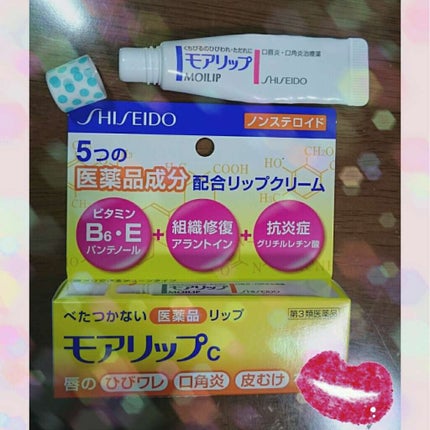 くちびるのひびわれ・ただれに
モアリップ
MOILIP
口唇炎・口角炎治療薬
SHISEIDO
SHISEIDO
ノンステロイド
5つの
医薬品成分 配合リップクリーム
ビタミン
B6・E
パンテノール
+
組織修復
アラントイン
+
抗炎症
グリチルレチン酸
べたつかない 医薬品 リップ
第3類医薬品
モアリップc
唇の ひびワレ 口角炎 皮むけ